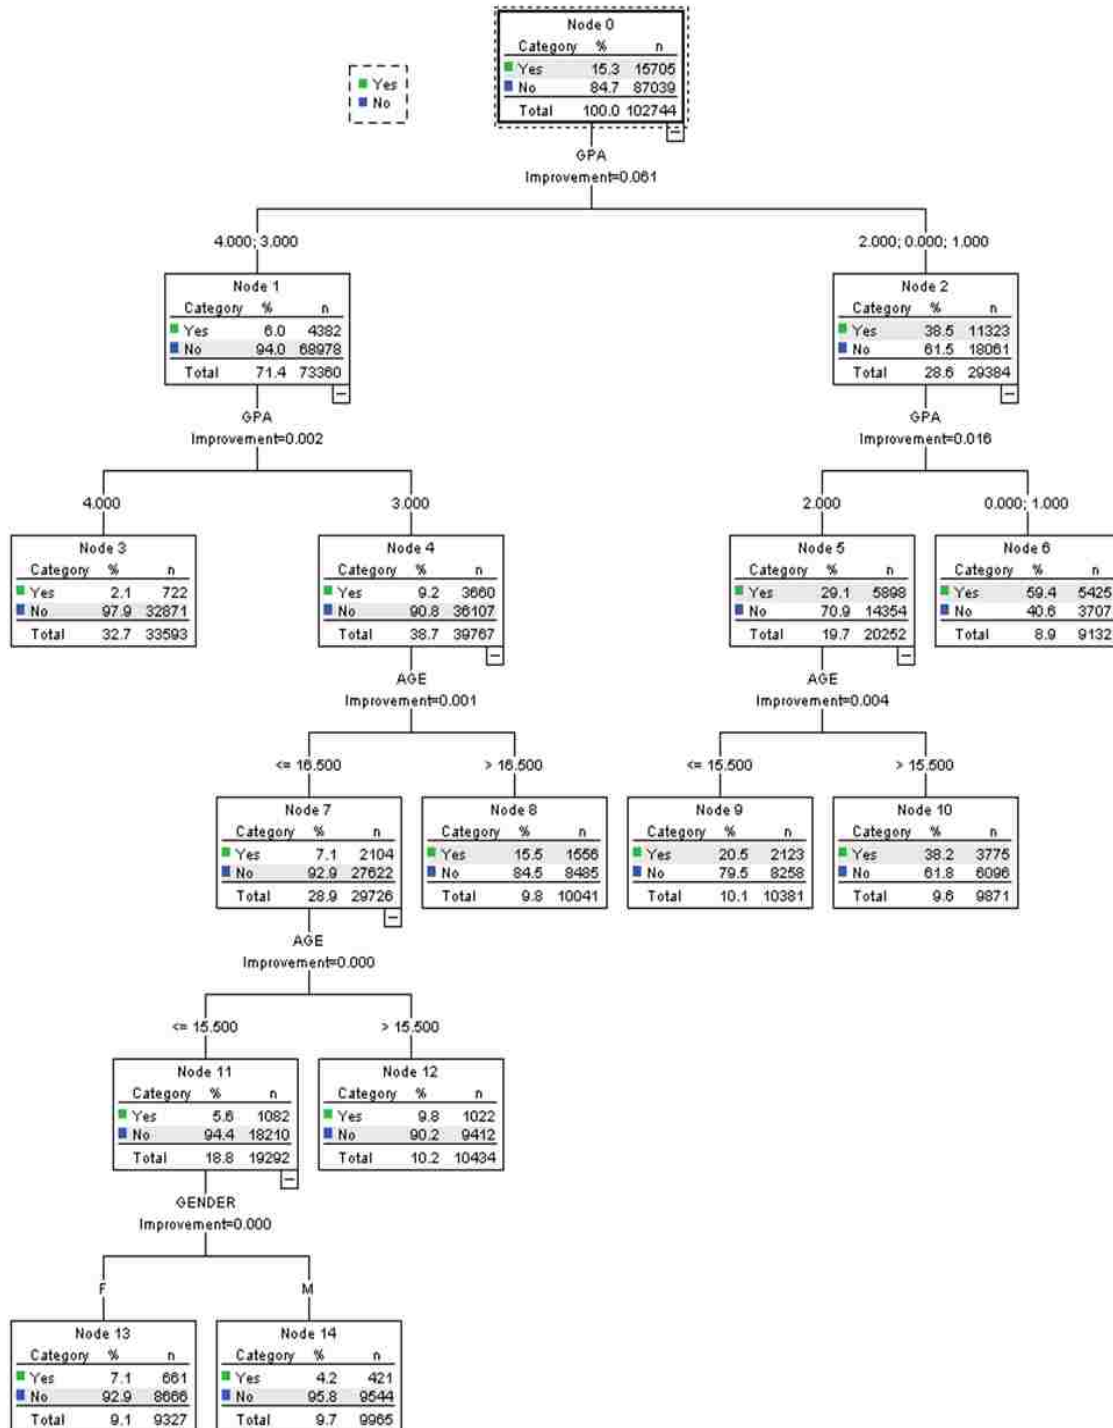 Node 0
Category % n
Yes 15.3 15705
No 84.7 87039
Total 100.0 102744
Yes
No
GPA
Improvement=0.061
4.000; 3.000
2.000; 0.000; 1.000
Node 1
Category % n
Yes 6.0 4382
No 94.0 68978
Total 71.4 73360
Node 2
Category % n
Yes 38.5 11323
No 61.5 18061
Total 28.6 29384
GPA
Improvement=0.002
GPA
Improvement=0.016
4.000
3.000
2.000
0.000; 1.000
Node 3
Category % n
Yes 2.1 722
No 97.9 32871
Total 32.7 33593
Node 4
Category % n
Yes 9.2 3660
No 90.8 36107
Total 38.7 39767
Node 5
Category % n
Yes 29.1 5898
No 70.9 14354
Total 19.7 20252
Node 6
Category % n
Yes 59.4 5425
No 40.6 3707
Total 8.9 9132
AGE
Improvement=0.001
AGE
Improvement=0.004
<= 16.500
> 16.500
<= 15.500
> 15.500
Node 7
Category % n
Yes 7.1 2104
No 92.9 27622
Total 28.9 29726
Node 8
Category % n
Yes 15.5 1556
No 84.5 8485
Total 9.8 10041
Node 9
Category % n
Yes 20.5 2123
No 79.5 8258
Total 10.1 10381
Node 10
Category % n
Yes 38.2 3775
No 61.8 6096
Total 9.6 9871
AGE
Improvement=0.000
<= 15.500
> 15.500
Node 11
Category % n
Yes 5.6 1082
No 94.4 18210
Total 18.8 19292
Node 12
Category % n
Yes 9.8 1022
No 90.2 9412
Total 10.2 10434
GENDER
Improvement=0.000
F
M
Node 13
Category % n
Yes 7.1 661
No 92.9 8666
Total 9.1 9327
Node 14
Category % n
Yes 4.2 421
No 95.8 9544
Total 9.7 9965